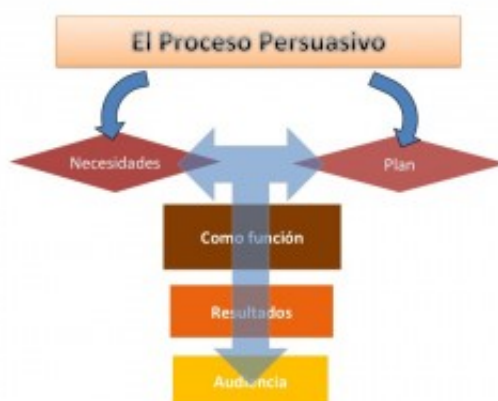 El Proceso Persuasivo
Necesidades
Plan
Como función
Resultados
Audiencia